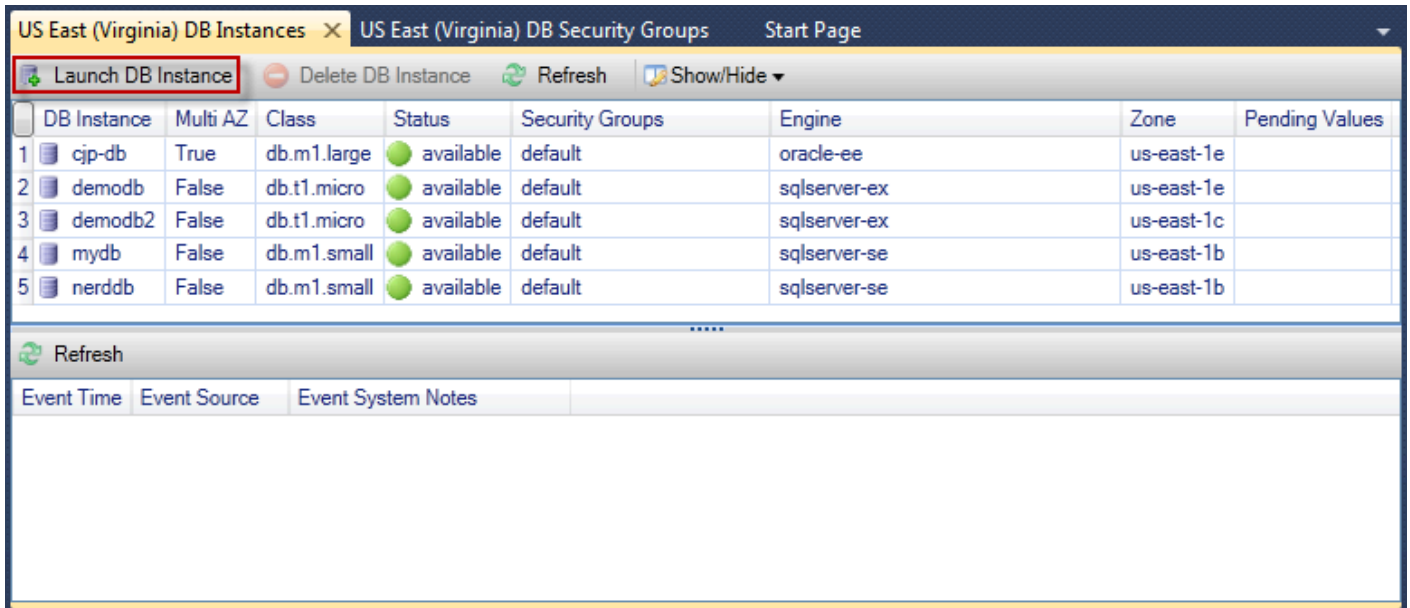 US East (Virginia) DB Instances US East (Virginia) DB Security Groups Start Page
Launch DB Instance Delete DB Instance Refresh Show/Hide
DB Instance Multi AZ Class Status Security Groups Engine Zone Pending Values
1 cjp-db True db.m1.large available default oracle-ee us-east-1e
2 demodb False db.t1.micro available default sqlserver-ex us-east-1e
3 demodb2 False db.t1.micro available default sqlserver-ex us-east-1c
4 mydb False db.m1.small available default sqlserver-se us-east-1b
5 nerddb False db.m1.small available default sqlserver-se us-east-1b
Refresh
Event Time Event Source Event System Notes